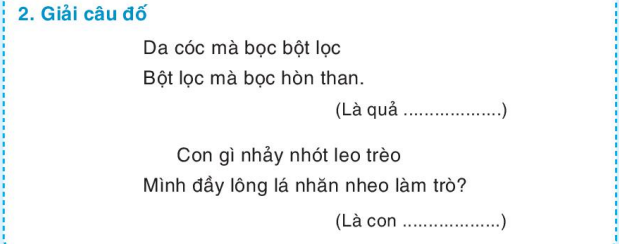 2. Giải câu đố
Da cóc mà bọc bột lọc
Bột lọc mà bọc hòn than.
(Là quả ...................)
Con gì nhảy nhót leo trèo
Mình đầy lông lá nhăn nheo làm trò?
(Là con ...................)